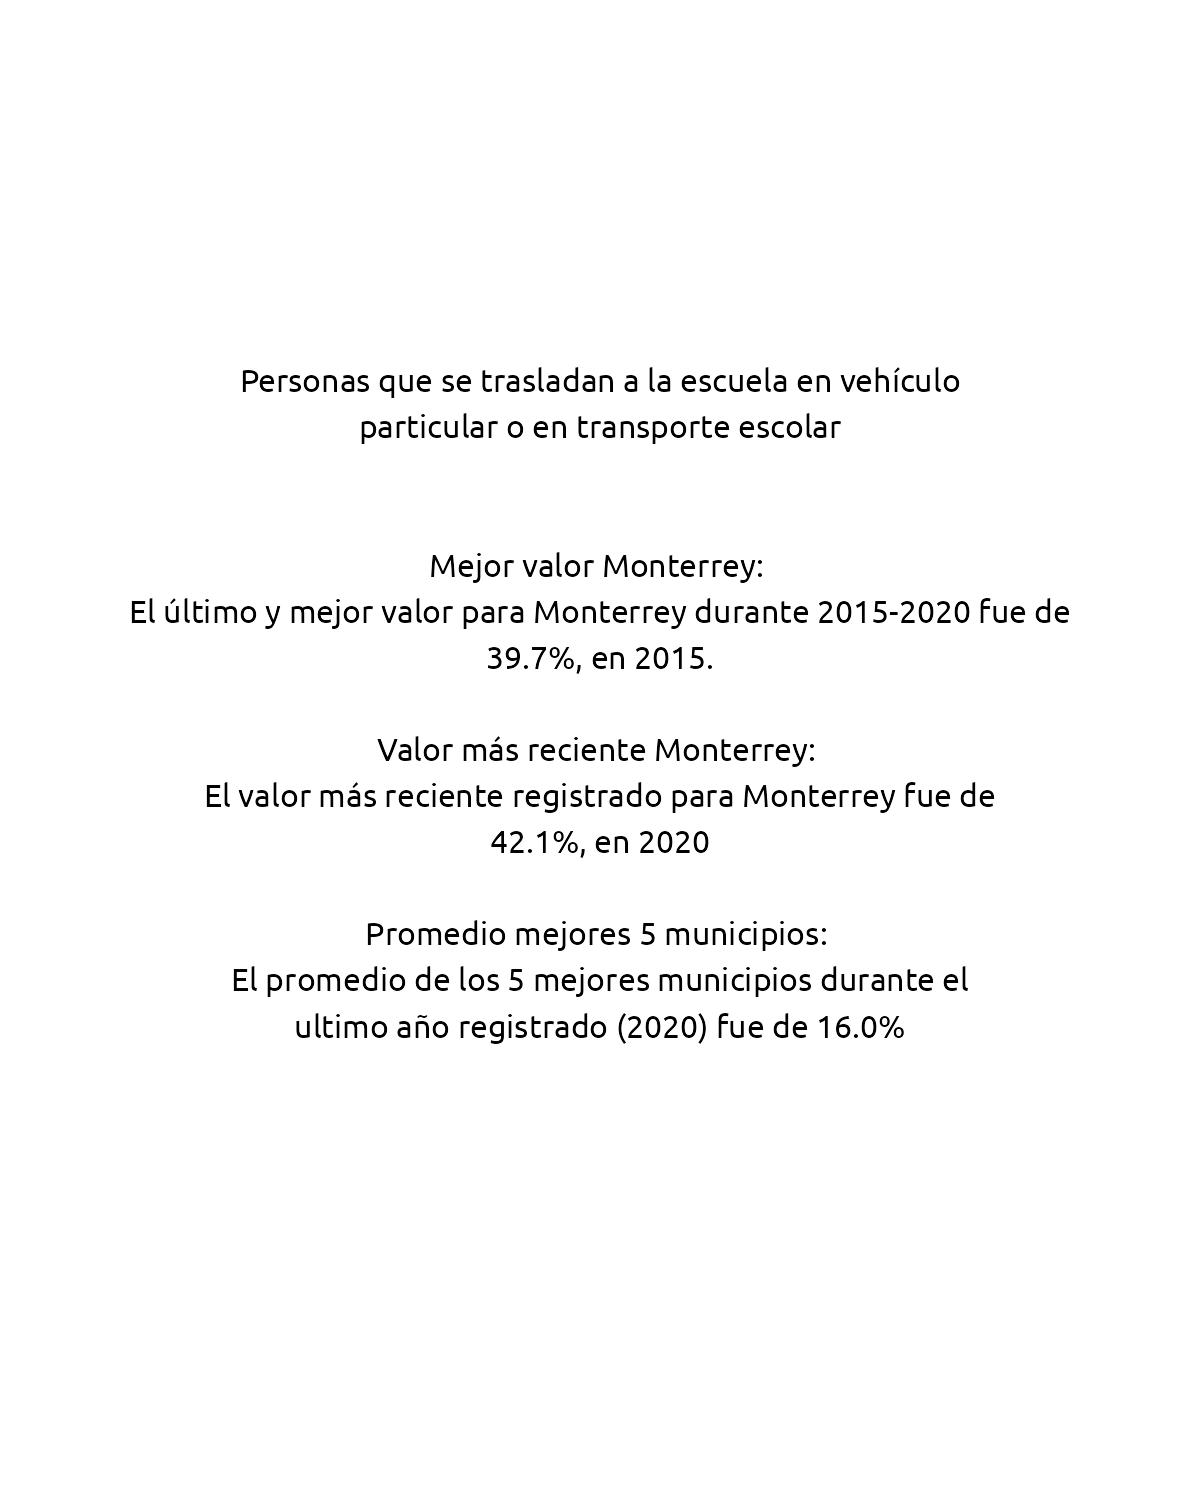 Personas que se trasladan a la escuela en vehículo
particular o en transporte escolar
Mejor valor Monterrey:
El último y mejor valor para Monterrey durante 2015-2020 fue de
39.7%, en 2015.
Valor más reciente Monterrey:
El valor más reciente registrado para Monterrey fue de
42.1%, en 2020
Promedio mejores 5 municipios:
El promedio de los 5 mejores municipios durante el
ultimo año registrado (2020) fue de 16.0%